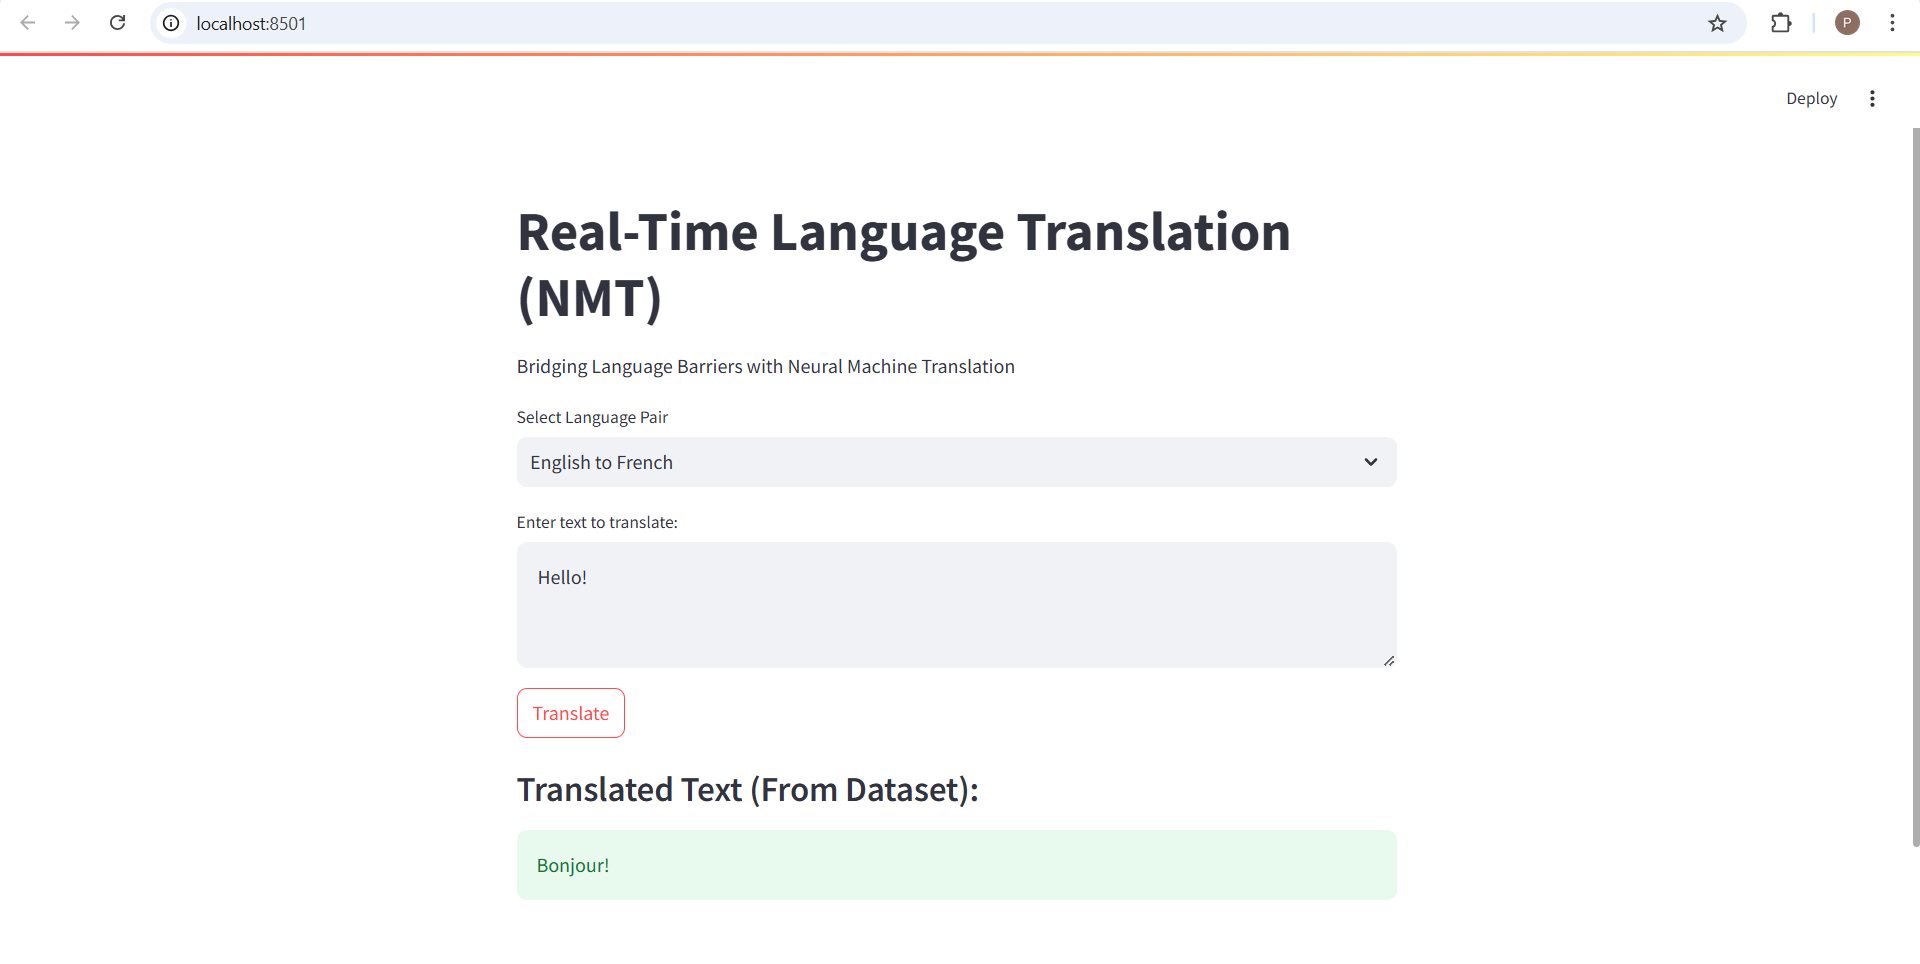 localhost:8501
P
Deploy
Real-Time Language Translation
(NMT)
Bridging Language Barriers with Neural Machine Translation
Select Language Pair
English to French
Enter text to translate:
Hello!
Translate
Translated Text (From Dataset):
Bonjour!